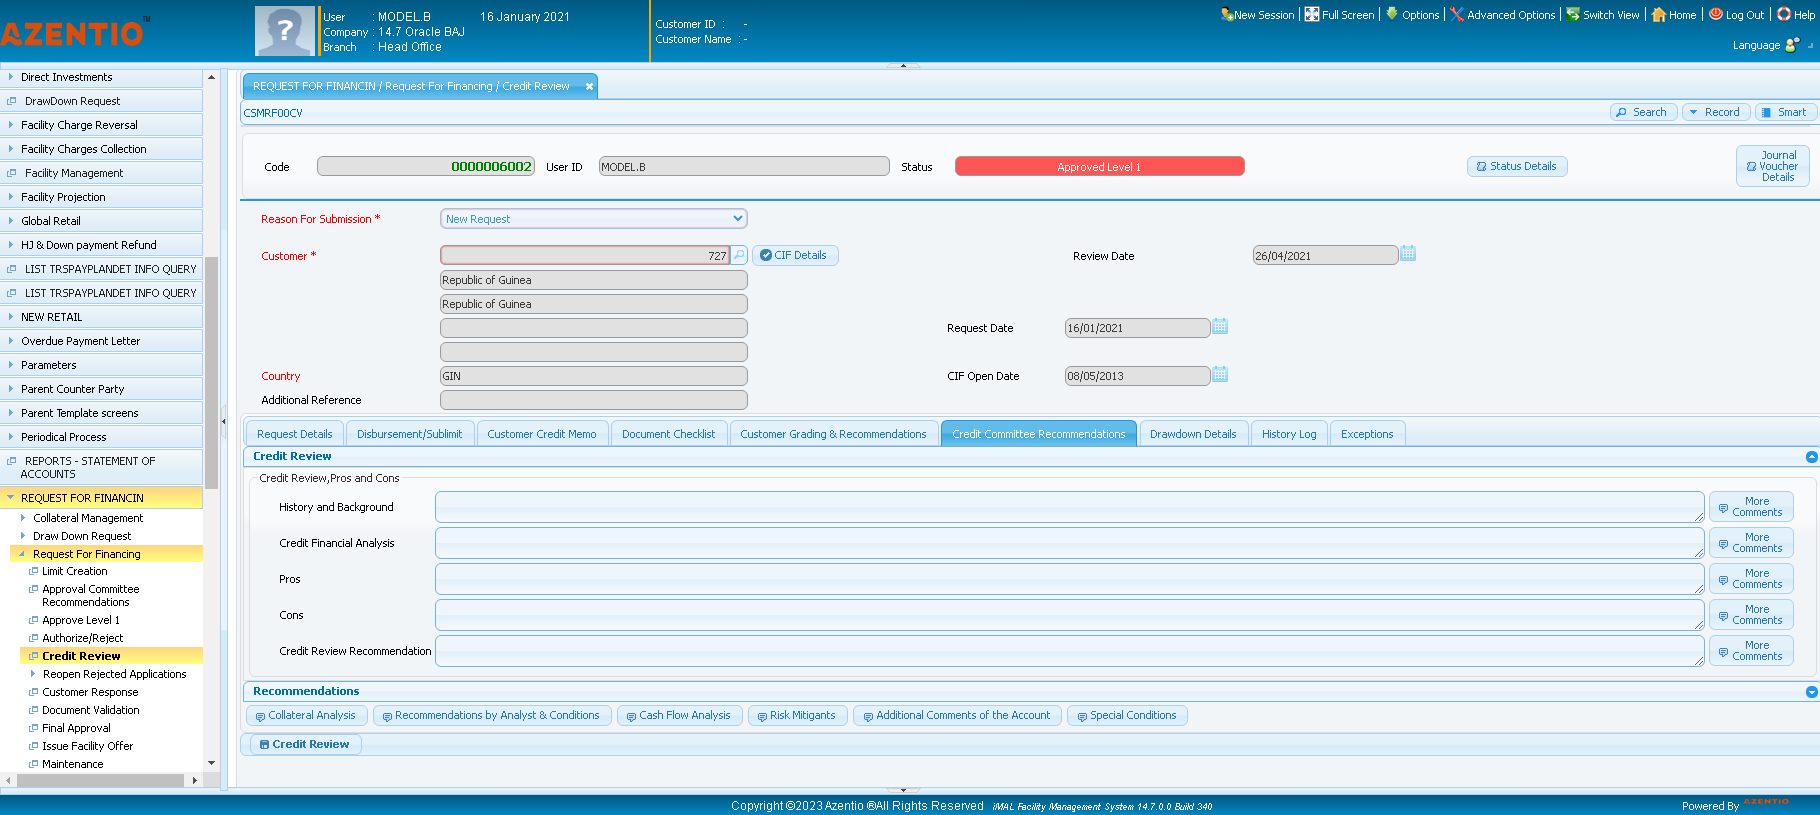 AZENTIO™
User : MODEL.B 16 January 2021
Company : 14.7 Oracle BAJ
Branch : Head Office
Customer ID : -
Customer Name : -
New Session Full Screen Options Advanced Options Switch View Home Log Out Help
Language
Direct Investments
DrawDown Request
Facility Charge Reversal
Facility Charges Collection
Facility Management
Facility Projection
Global Retail
HJ & Down payment Refund
LIST TRSPAYPLANDET INFO QUERY
LIST TRSPAYPLANDET INFO QUERY
NEW RETAIL
Overdue Payment Letter
Parameters
Parent Counter Party
Parent Template screens
Periodical Process
REPORTS - STATEMENT OF
ACCOUNTS
REQUEST FOR FINANCIN
Collateral Management
Draw Down Request
Request For Financing
Limit Creation
Approval Committee
Recommendations
Approve Level 1
Authorize/Reject
Credit Review
Reopen Rejected Applications
Customer Response
Document Validation
Final Approval
Issue Facility Offer
Maintenance
REQUEST FOR FINANCIN / Request For Financing / Credit Review
CSMRF00CV
Search Record Smart
Code 0000006002 User ID MODEL.B Status Approved Level 1 Status Details
Journal
Voucher
Details
Reason For Submission * New Request
Customer * 727 CIF Details Review Date 26/04/2021
Republic of Guinea
Republic of Guinea
Request Date 16/01/2021
Country GIN CIF Open Date 08/05/2013
Additional Reference
Request Details Disbursement/Sublimit Customer Credit Memo Document Checklist Customer Grading & Recommendations Credit Committee Recommendations Drawdown Details History Log Exceptions
Credit Review
Credit Review,Pros and Cons
History and Background More
Comments
Credit Financial Analysis More
Comments
Pros More
Comments
Cons More
Comments
Credit Review Recommendation More
Comments
Recommendations
Collateral Analysis Recommendations by Analyst & Conditions Cash Flow Analysis Risk Mitigants Additional Comments of the Account Special Conditions
Credit Review
Copyright ©2023 Azentio ®All Rights Reserved iMAL Facility Management System 14.7.0.0 Build 340
Powered By AZENTIO